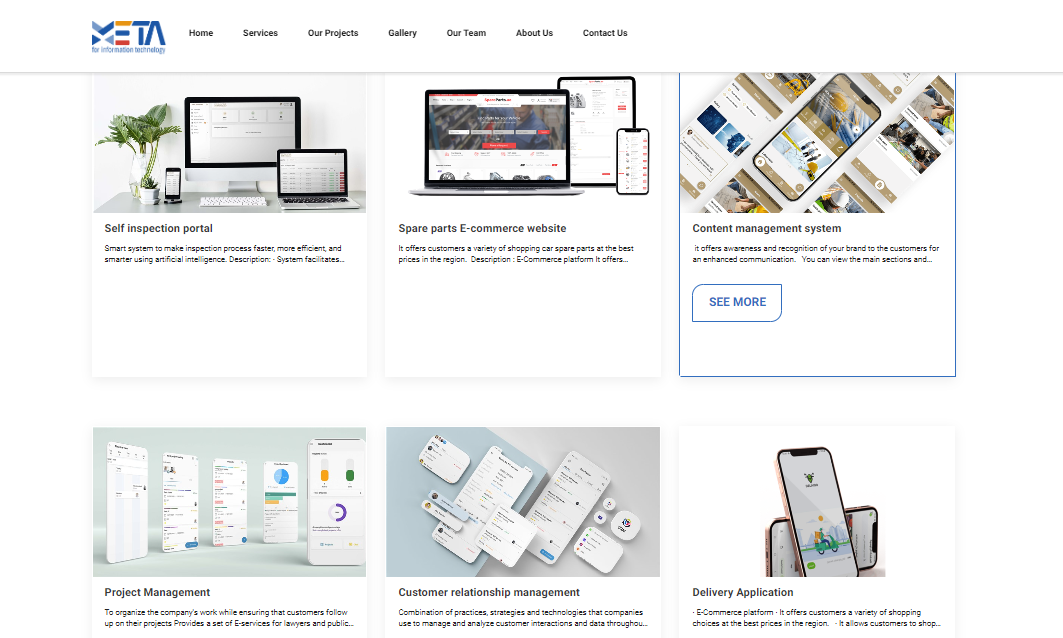 META
for information technology
Home Services Our Projects Gallery Our Team About Us Contact Us
Self inspection portal
Smart system to make inspection process faster, more efficient, and
smarter using artificial intelligence. Description: · System facilitates...
Spare parts E-commerce website
It offers customers a variety of shopping car spare parts at the best
prices in the region. Description : E-Commerce platform It offers...
Content management system
it offers awareness and recognition of your brand to the customers for
an enhanced communication. You can view the main sections and...
SEE MORE
Project Management
To organize the company's work while ensuring that customers follow
up on their projects Provides a set of E-services for lawyers and public...
Customer relationship management
Combination of practices, strategies and technologies that companies
use to manage and analyze customer interactions and data throughou...
Delivery Application
· E-Commerce platform · It offers customers a variety of shopping
choices at the best prices in the region. · It allows customers to shop...